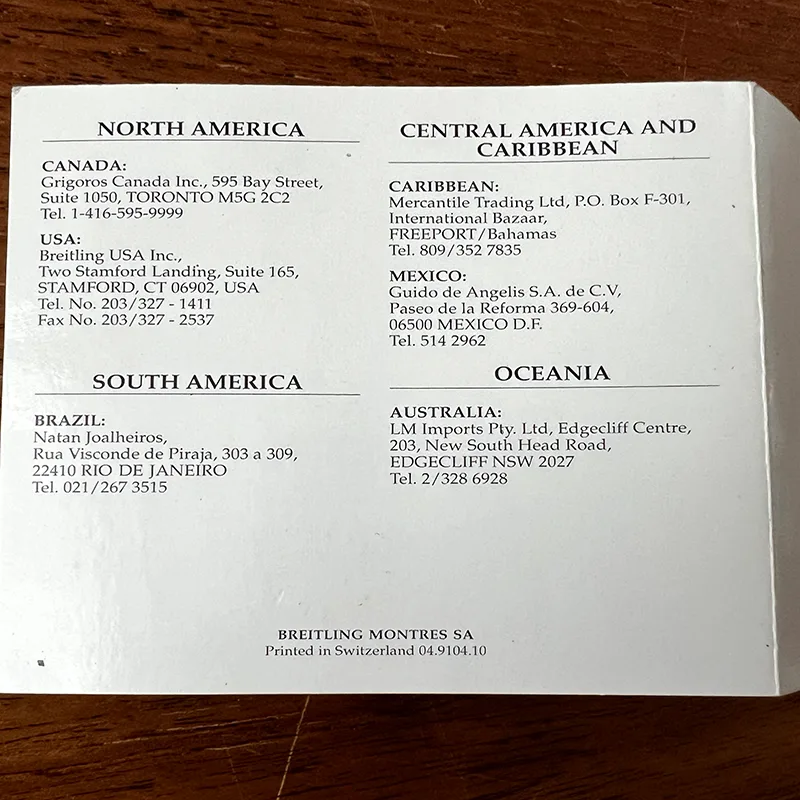 NORTH AMERICA
CANADA:
Grigoros Canada Inc., 595 Bay Street,
Suite 1050, TORONTO M5G 2C2
Tel. 1-416-595-9999
USA:
Breitling USA Inc.,
Two Stamford Landing, Suite 165,
STAMFORD, CT 06902, USA
Tel. No. 203/327 - 1411
Fax No. 203/327 - 2537
SOUTH AMERICA
BRAZIL:
Natan Joalheiros,
Rua Visconde de Piraja, 303 a 309,
22410 RIO DE JANEIRO
Tel. 021/267 3515
CENTRAL AMERICA AND
CARIBBEAN
CARIBBEAN:
Mercantile Trading Ltd, P.O. Box F-301,
International Bazaar,
FREEPORT/Bahamas
Tel. 809/352 7835
MEXICO:
Guido de Angelis S.A. de C.V,
Paseo de la Reforma 369-604,
06500 MEXICO D.F.
Tel. 514 2962
OCEANIA
AUSTRALIA:
LM Imports Pty. Ltd, Edgecliff Centre,
203, New South Head Road,
EDGECLIFF NSW 2027
Tel. 2/328 6928
BREITLING MONTRES SA
Printed in Switzerland 04.9104.10